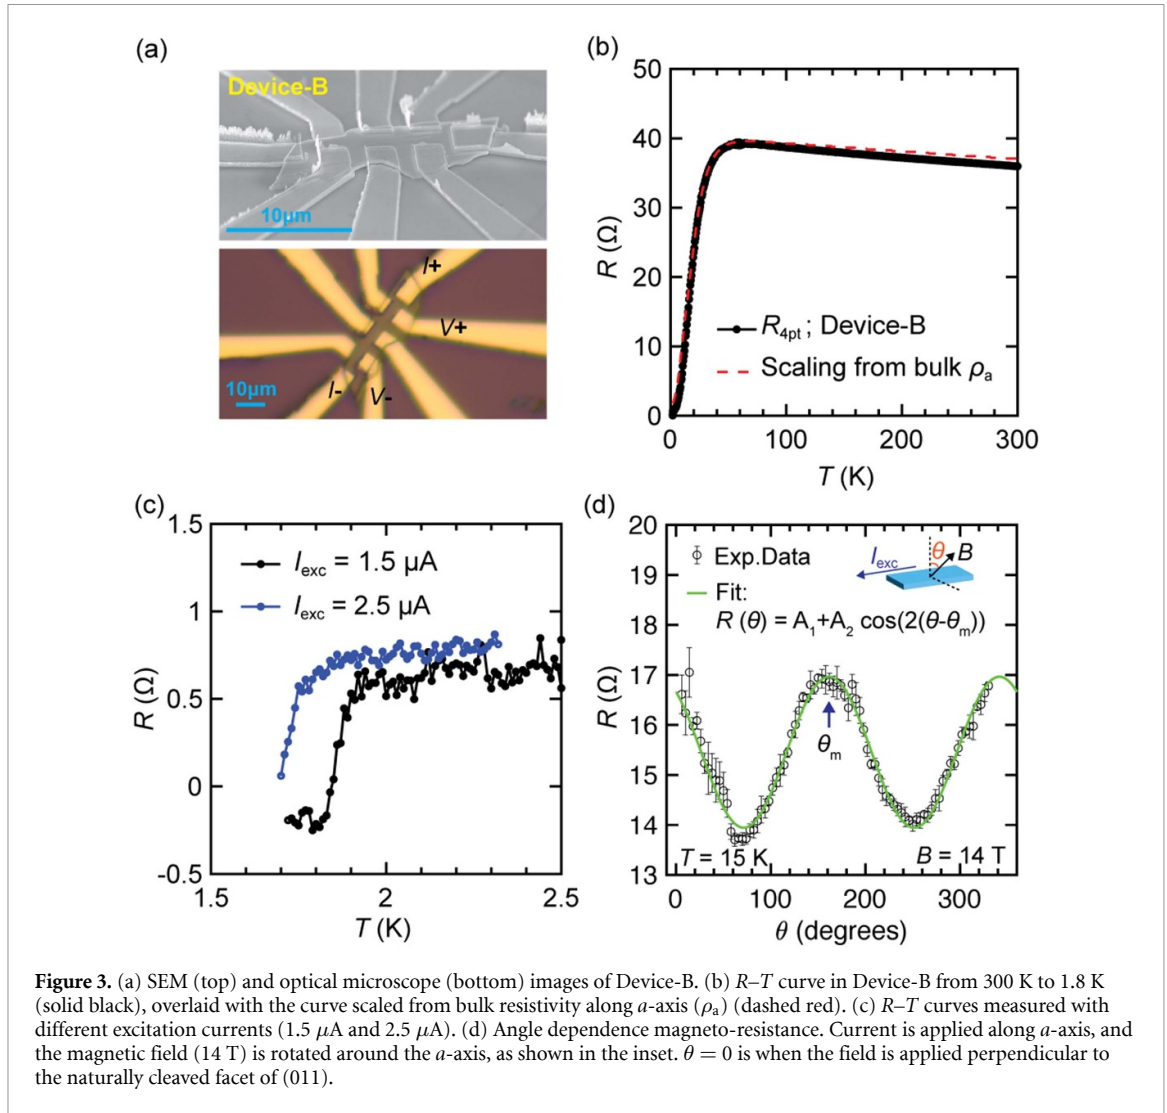 (a)
Device-B
10μm
I+
V+
I-
V-
10μm
(b)
50
40
30
20
10
0
R (Ω)
R4pt ; Device-B
Scaling from bulk ρa
0
100
200
300
T (K)
(c)
1.5
1
0.5
0
-0.5
R (Ω)
Iexc = 1.5 μA
Iexc = 2.5 μA
1.5
2
2.5
T (K)
(d)
20
19
18
17
16
15
14
13
R (Ω)
Exp.Data
Fit:
R (θ) = A1+A2 cos(2(θ-θm))
Iexc
θ
B
θm
T = 15 K
B = 14 T
0
100
200
300
θ (degrees)
Figure 3. (a) SEM (top) and optical microscope (bottom) images of Device-B. (b) R–T curve in Device-B from 300 K to 1.8 K
(solid black), overlaid with the curve scaled from bulk resistivity along a-axis (ρa) (dashed red). (c) R–T curves measured with
different excitation currents (1.5 μA and 2.5 μA). (d) Angle dependence magneto-resistance. Current is applied along a-axis, and
the magnetic field (14 T) is rotated around the a-axis, as shown in the inset. θ = 0 is when the field is applied perpendicular to
the naturally cleaved facet of (011).